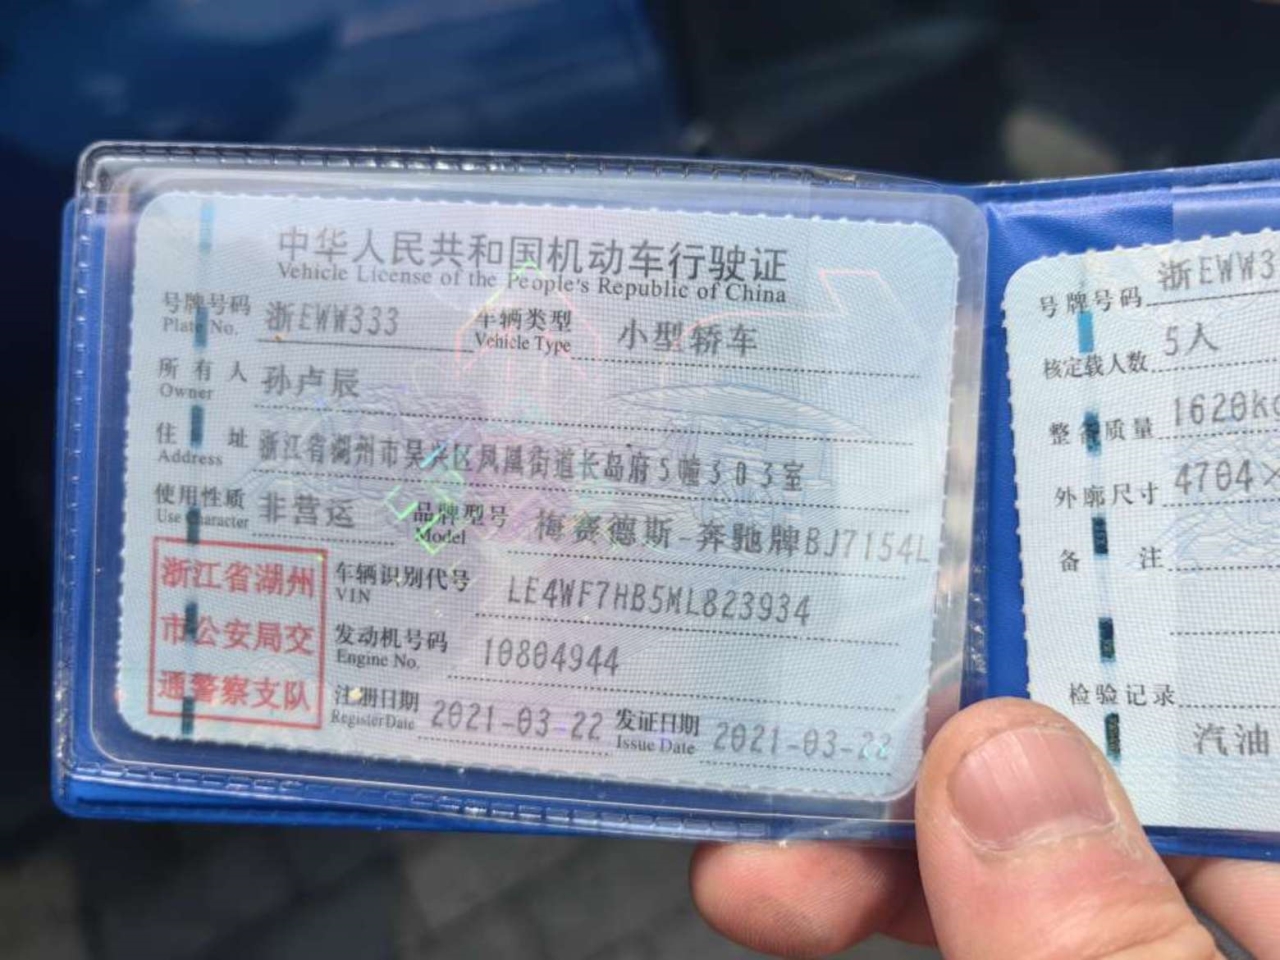 中华人民共和国机动车行驶证
Vehicle License of the People's Republic of China
号牌号码 浙EWW333 车辆类型 小型轿车
Plate No. Vehicle Type
所有人 孙卢辰
Owner
住址 浙江省湖州市吴兴区凤凰街道长岛府5幢303室
Address
使用性质 非营运 品牌型号 梅赛德斯-奔驰牌BJ7154L
Use Character Model
车辆识别代号 LE4WF7HB5ML823934
VIN
发动机号码 10804944
Engine No.
注册日期 2021-03-22 发证日期 2021-03-22
Register Date Issue Date
浙江省湖州
市公安局交
通警察支队
号牌号码 浙EWW3
核定载人数 5人
整备质量 1620k
外廓尺寸 4704×
备注
检验记录
汽油